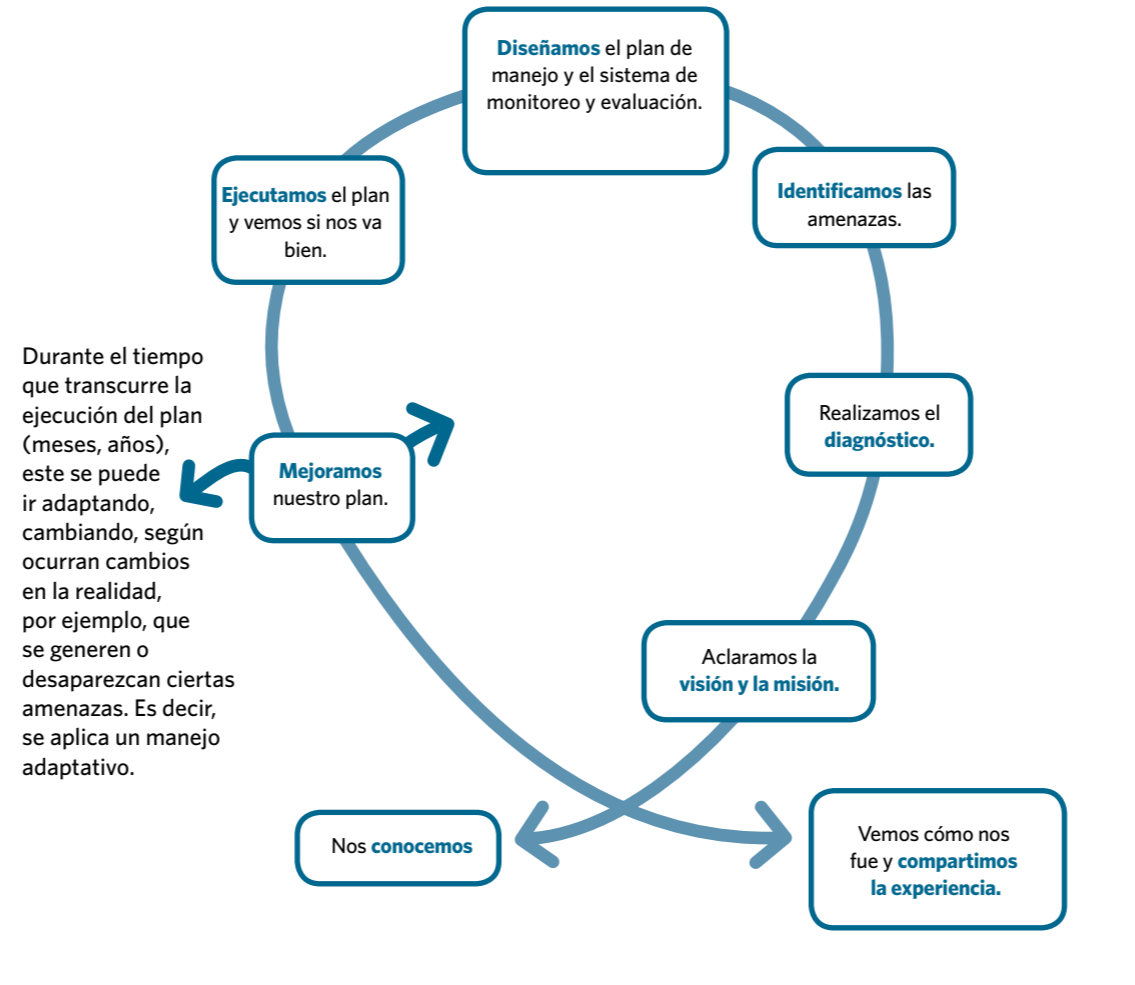 Diseñamos el plan de
manejo y el sistema de
monitoreo y evaluación.
Identificamos las
amenazas.
Ejecutamos el plan
y vemos si nos va
bien.
Durante el tiempo
que transcurre la
ejecución del plan
(meses, años),
este se puede
ir adaptando,
cambiando, según
ocurran cambios
en la realidad,
por ejemplo, que
se generen o
desaparezcan ciertas
amenazas. Es decir,
se aplica un manejo
adaptativo.
Realizamos el
diagnóstico.
Mejoramos
nuestro plan.
Aclaramos la
visión y la misión.
Nos conocemos
Vemos cómo nos
fue y compartimos
la experiencia.